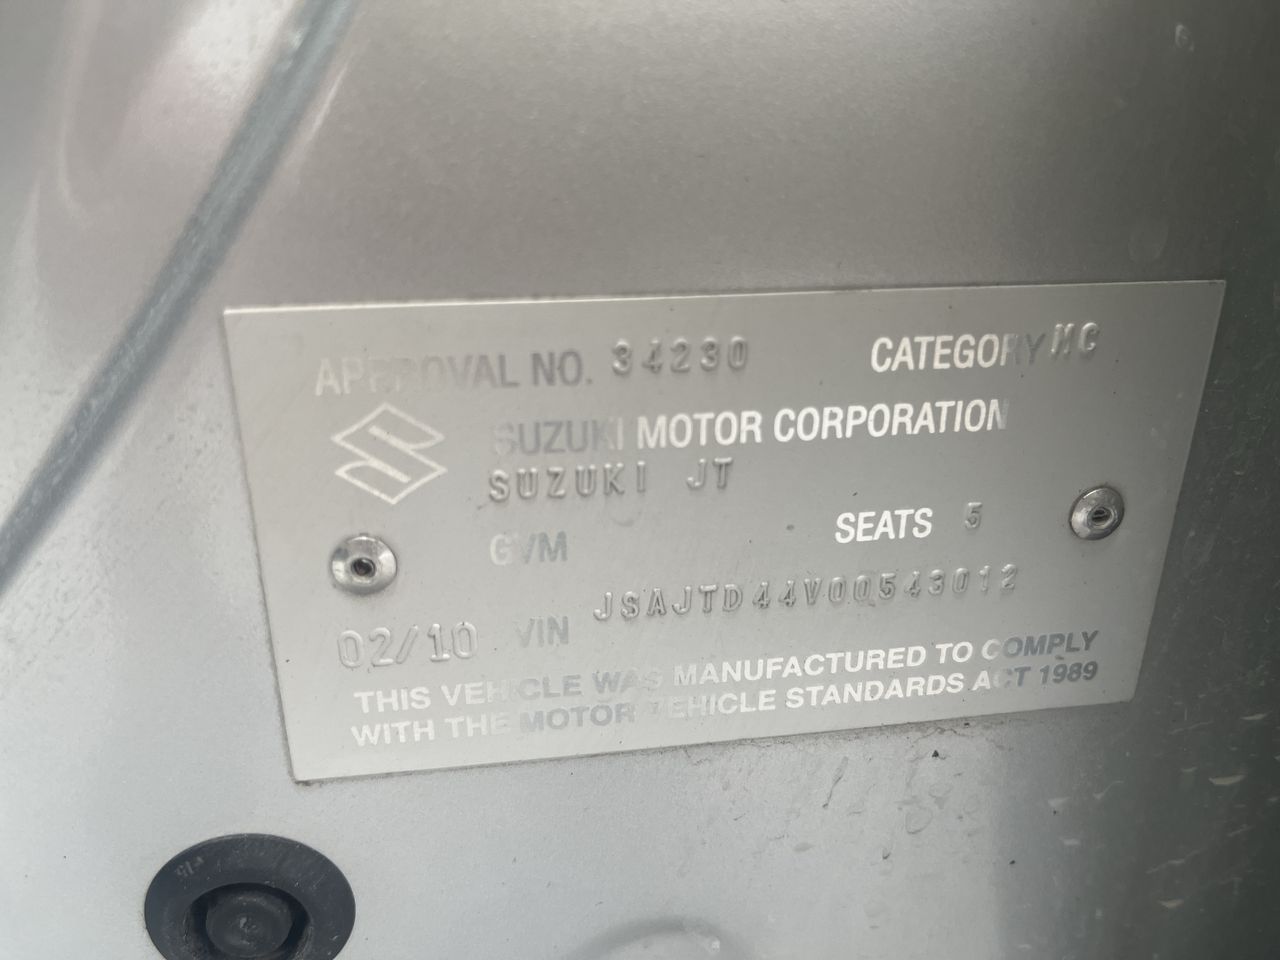 APPROVAL NO. 34230 CATEGORY MC
SUZUKI MOTOR CORPORATION
SUZUKI JT
GVM SEATS 5
02/10 VIN JSAJTD44V00543012
THIS VEHICLE WAS MANUFACTURED TO COMPLY
WITH THE MOTOR VEHICLE STANDARDS ACT 1989